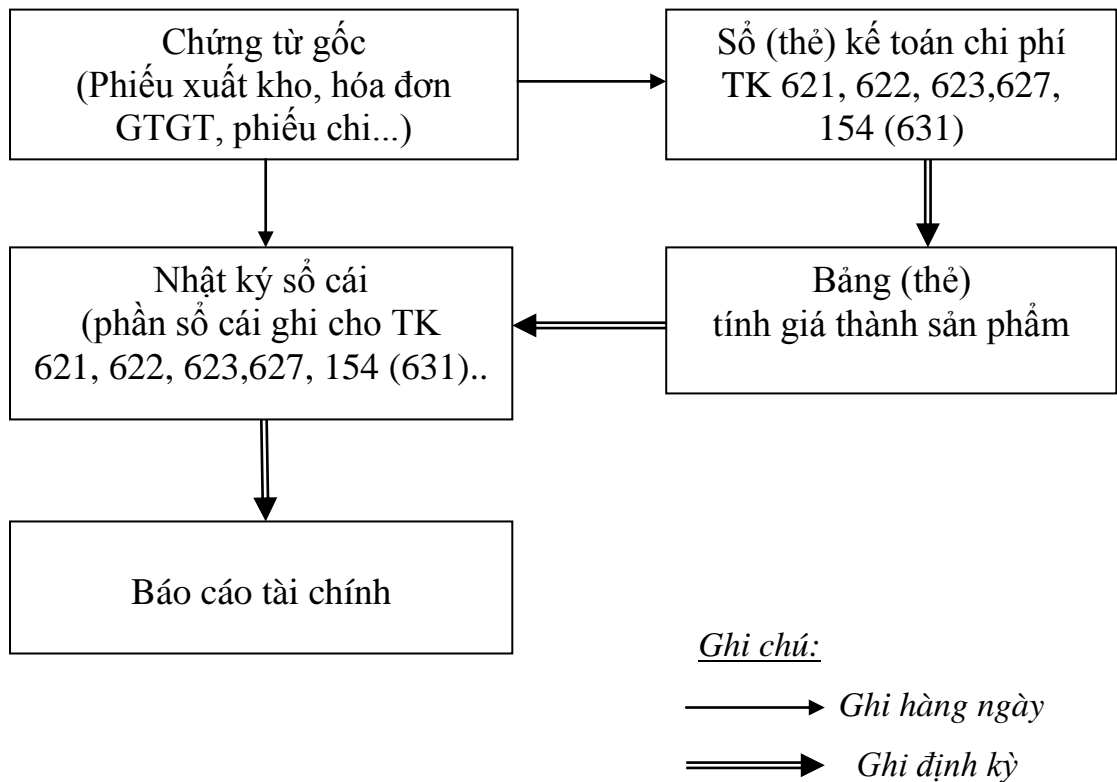 Chứng từ gốc
(Phiếu xuất kho, hóa đơn
GTGT, phiếu chi...)
Sổ (thẻ) kế toán chi phí
TK 621, 622, 623,627,
154 (631)
Nhật ký sổ cái
(phần sổ cái ghi cho TK
621, 622, 623,627, 154 (631)..
Bảng (thẻ)
tính giá thành sản phẩm
Báo cáo tài chính
Ghi chú:
Ghi hàng ngày
Ghi định kỳ